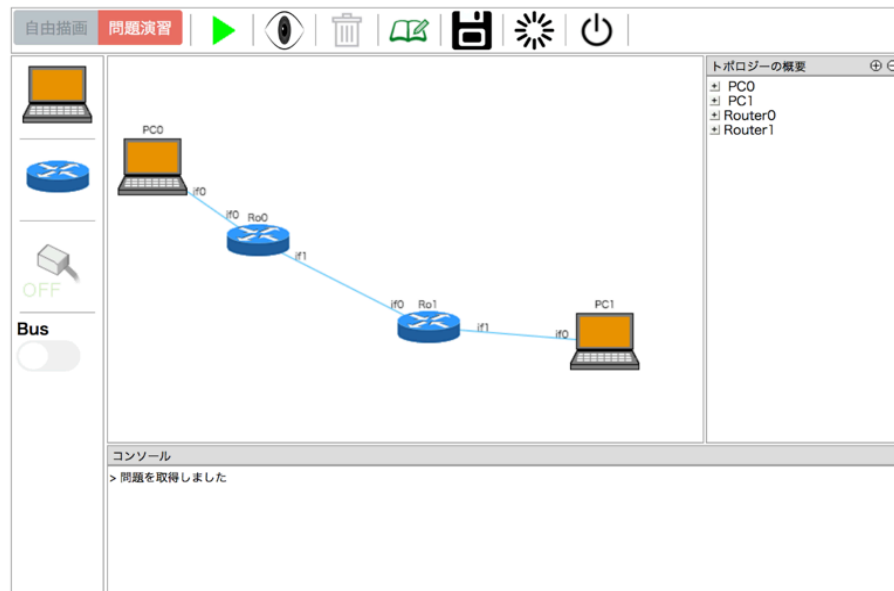 自由描画 問題演習
トポロジーの概要
PC0
PC1
Router0
Router1
PC0
if0
if0 Ro0
if1
if0 Ro1
if1
if0
PC1
OFF
Bus
コンソール
> 問題を取得しました